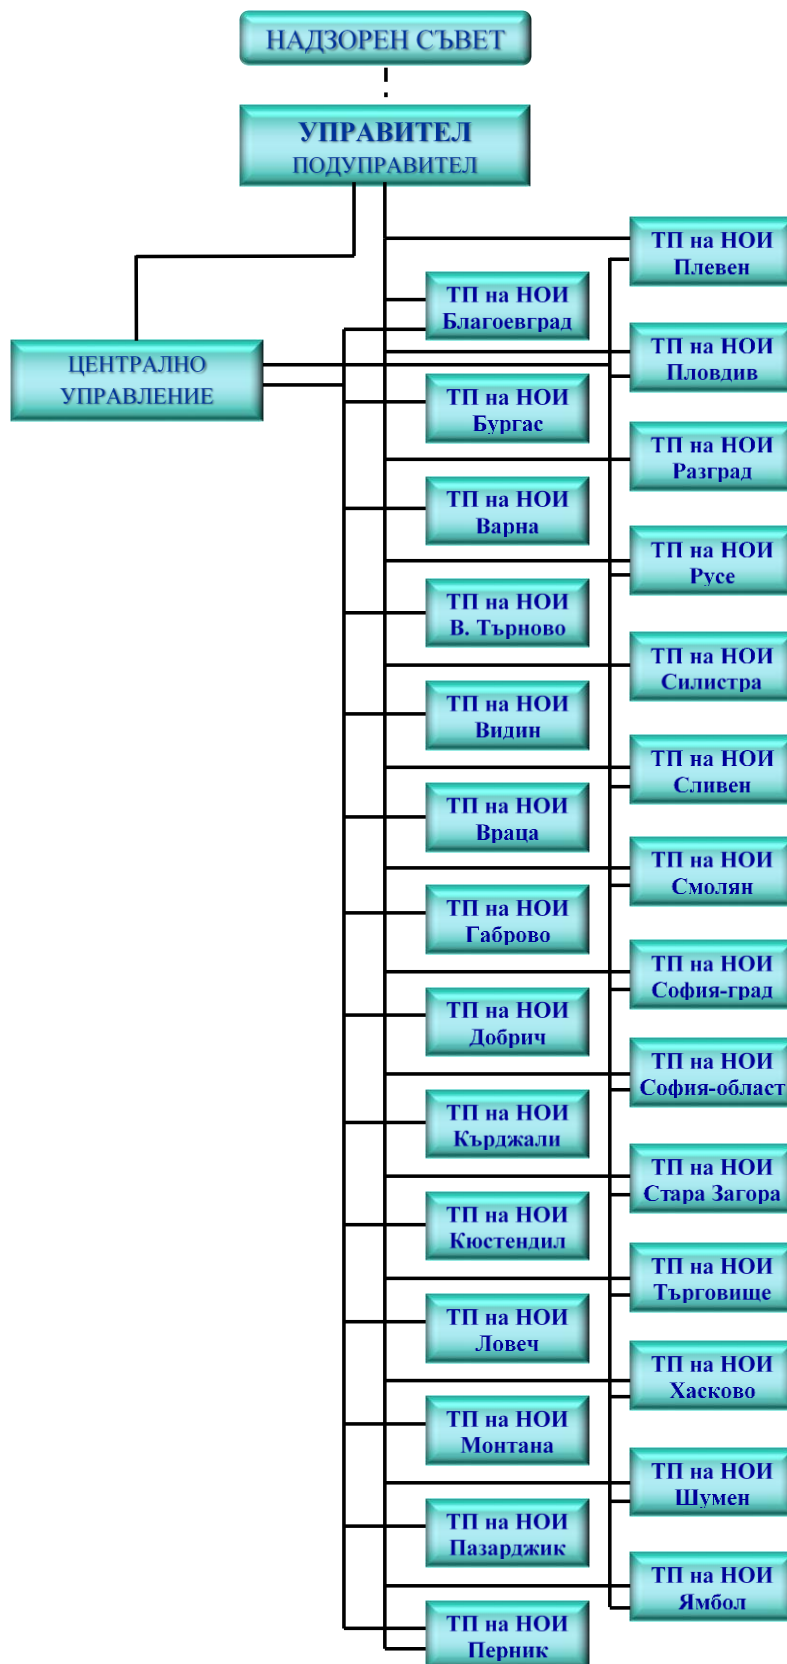 НАДЗОРЕН СЪВЕТ
УПРАВИТЕЛ
ПОДУПРАВИТЕЛ
ЦЕНТРАЛНО
УПРАВЛЕНИЕ
ТП на НОИ
Благоевград
ТП на НОИ
Бургас
ТП на НОИ
Варна
ТП на НОИ
В. Търново
ТП на НОИ
Видин
ТП на НОИ
Враца
ТП на НОИ
Габрово
ТП на НОИ
Добрич
ТП на НОИ
Кърджали
ТП на НОИ
Кюстендил
ТП на НОИ
Ловеч
ТП на НОИ
Монтана
ТП на НОИ
Пазарджик
ТП на НОИ
Перник
ТП на НОИ
Плевен
ТП на НОИ
Пловдив
ТП на НОИ
Разград
ТП на НОИ
Русе
ТП на НОИ
Силистра
ТП на НОИ
Сливен
ТП на НОИ
Смолян
ТП на НОИ
София-град
ТП на НОИ
София-област
ТП на НОИ
Стара Загора
ТП на НОИ
Търговище
ТП на НОИ
Хасково
ТП на НОИ
Шумен
ТП на НОИ
Ямбол